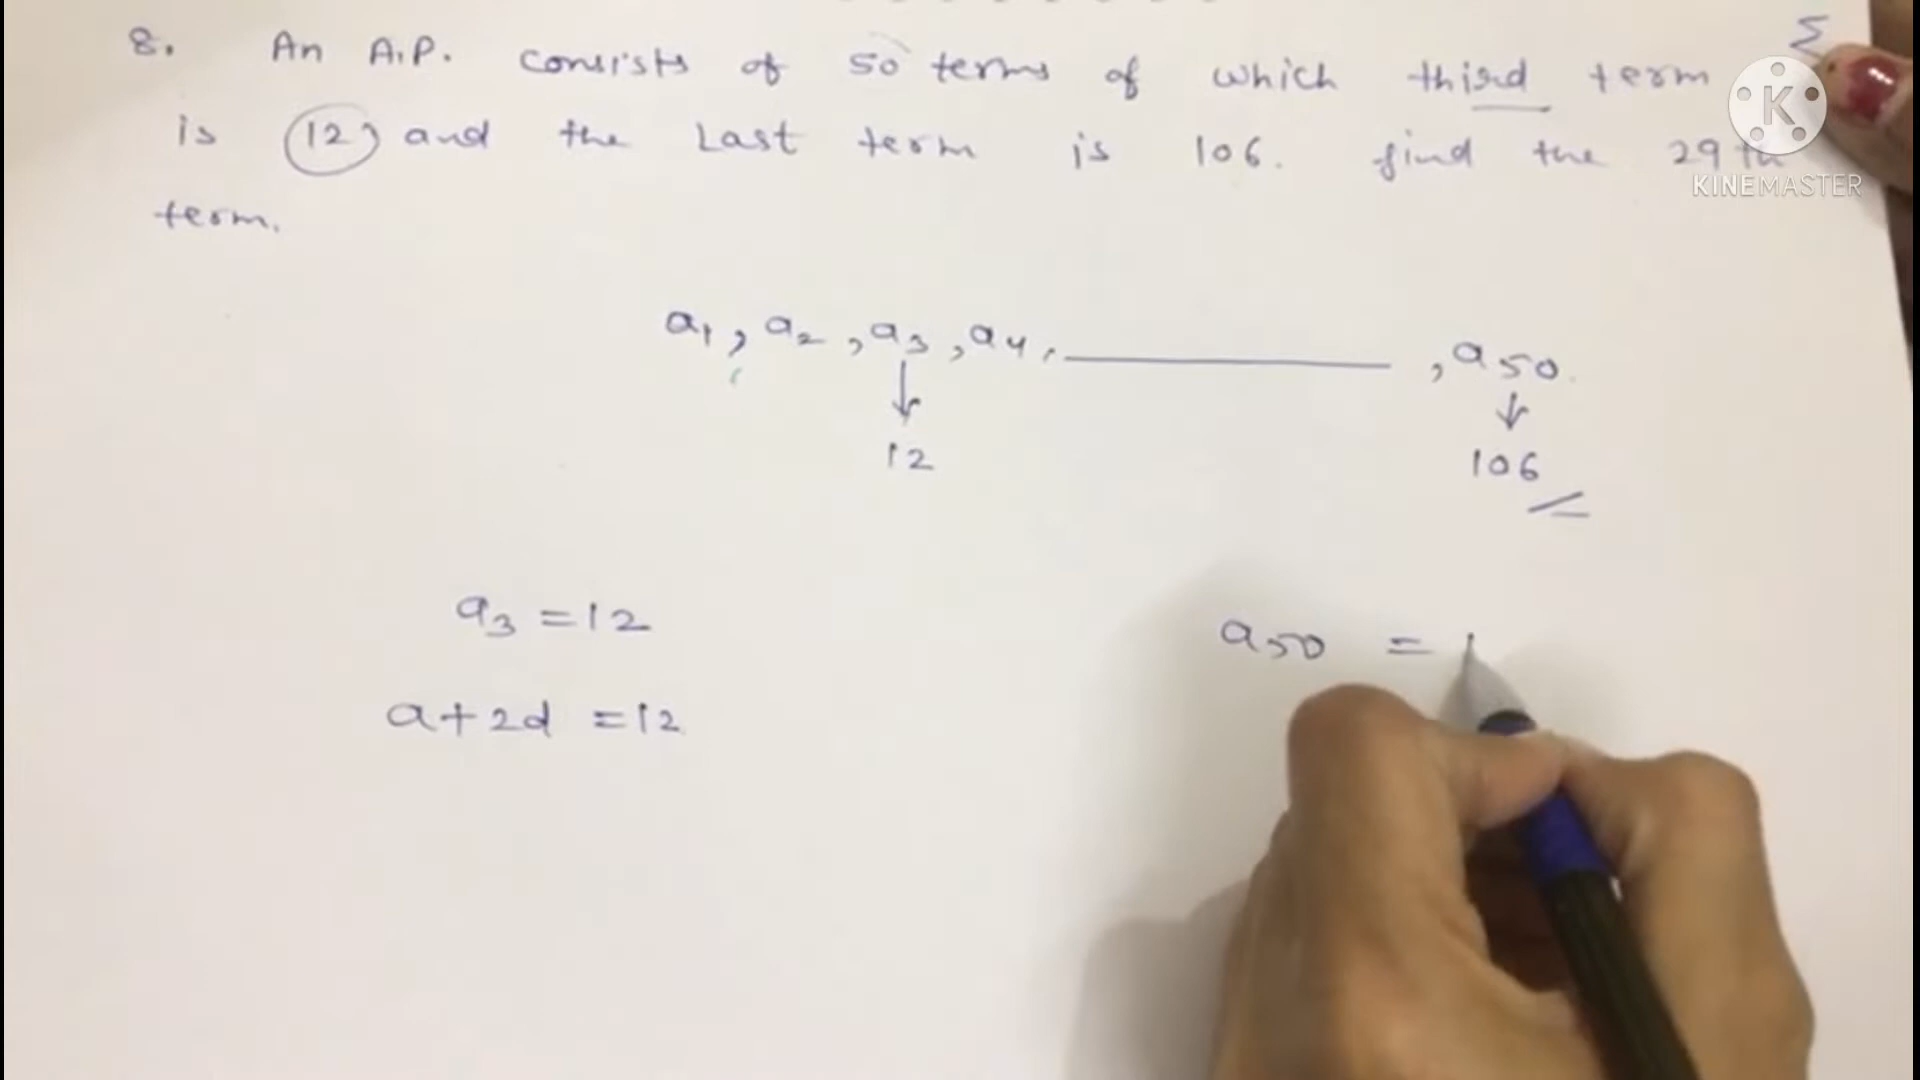 8. An A.P. consists of 50 terms of which third term
is 12 and the Last term is 106. find the 29th
term.
K
KINEMASTER
a1, a2, a3, a4, ———, a50
↓ ↓
12 106
a3 = 12 a50 = 1
a+2d = 12